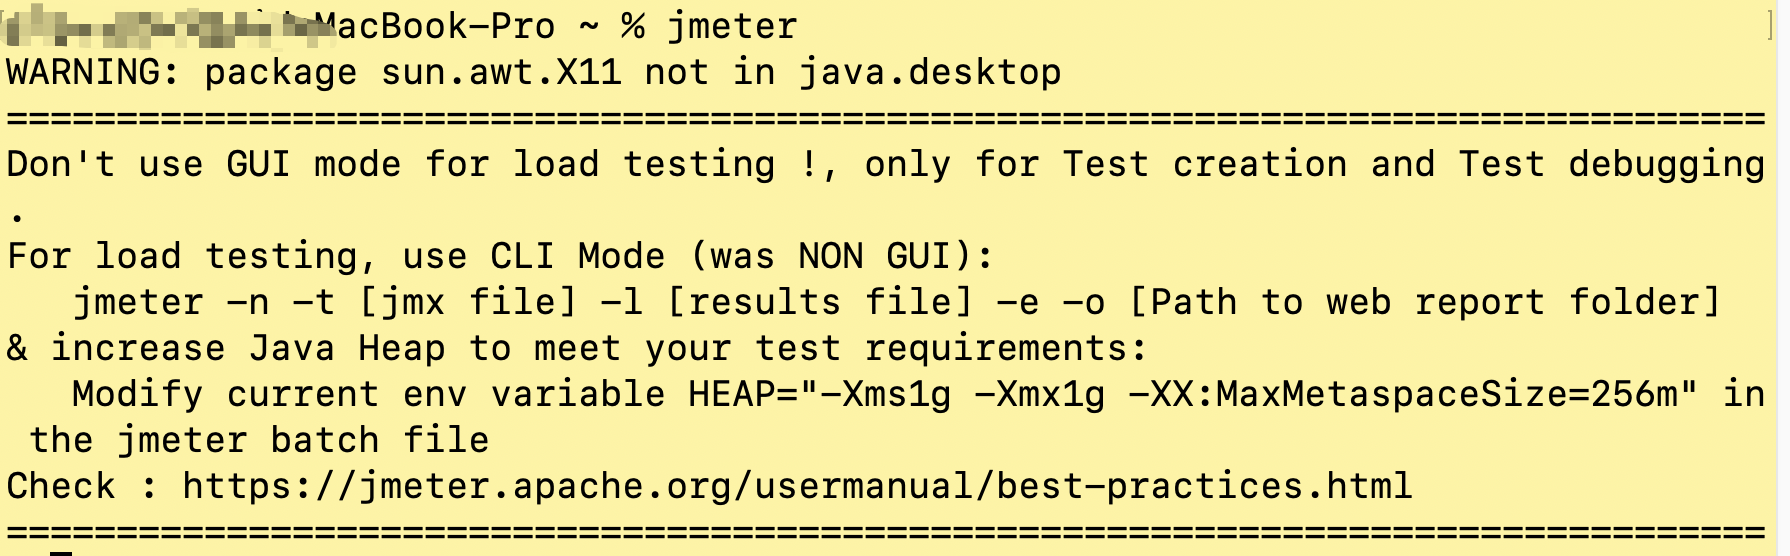 MacBook-Pro ~ % jmeter
WARNING: package sun.awt.X11 not in java.desktop
================================================================================
Don't use GUI mode for load testing !, only for Test creation and Test debugging
.
For load testing, use CLI Mode (was NON GUI):
   jmeter -n -t [jmx file] -l [results file] -e -o [Path to web report folder]
& increase Java Heap to meet your test requirements:
   Modify current env variable HEAP="-Xms1g -Xmx1g -XX:MaxMetaspaceSize=256m" in
 the jmeter batch file
Check : https://jmeter.apache.org/usermanual/best-practices.html
================================================================================